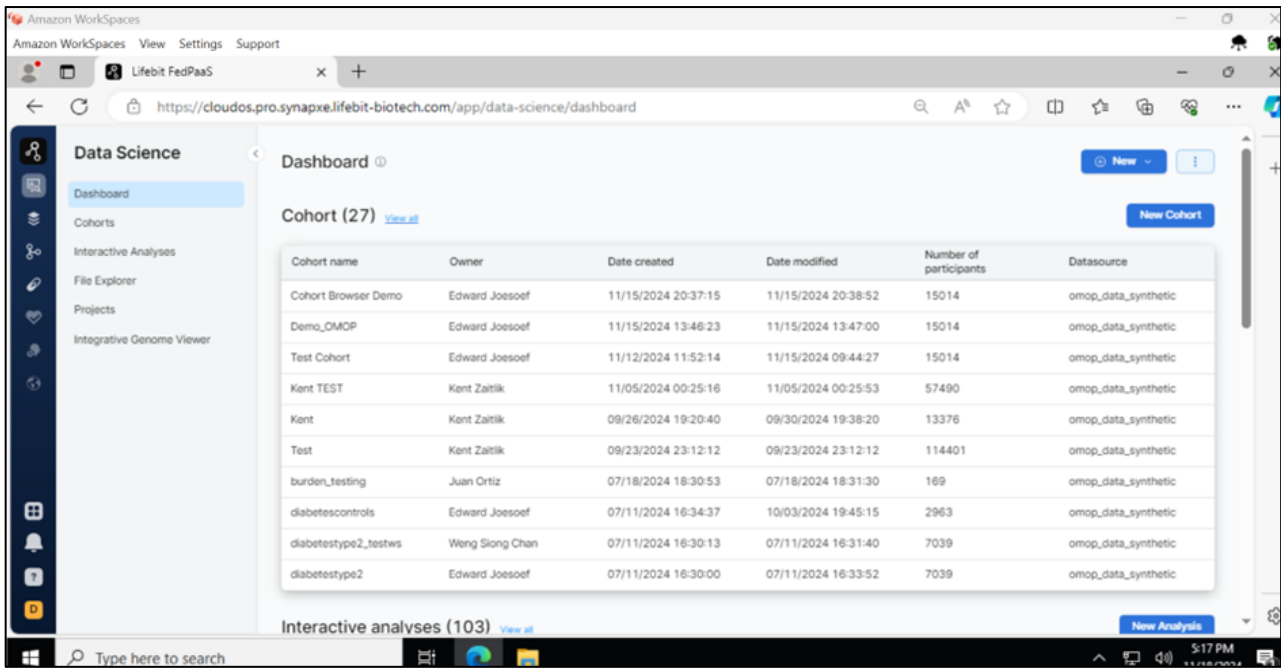 Amazon WorkSpaces
Amazon WorkSpaces View Settings Support
Lifebit FedPaaS
https://cloudos.pro.synapxe.lifebit-biotech.com/app/data-science/dashboard
Data Science
Dashboard
Cohorts
Interactive Analyses
File Explorer
Projects
Integrative Genome Viewer
D
Dashboard
New
Cohort (27) View all
New Cohort
Cohort name Owner Date created Date modified Number of participants Datasource
Cohort Browser Demo Edward Joesoef 11/15/2024 20:37:15 11/15/2024 20:38:52 15014 omop_data_synthetic
Demo_OMOP Edward Joesoef 11/15/2024 13:46:23 11/15/2024 13:47:00 15014 omop_data_synthetic
Test Cohort Edward Joesoef 11/12/2024 11:52:14 11/15/2024 09:44:27 15014 omop_data_synthetic
Kent TEST Kent Zaitlik 11/05/2024 00:25:16 11/05/2024 00:25:53 57490 omop_data_synthetic
Kent Kent Zaitlik 09/26/2024 19:20:40 09/30/2024 19:38:20 13376 omop_data_synthetic
Test Kent Zaitlik 09/23/2024 23:12:12 09/23/2024 23:12:12 114401 omop_data_synthetic
burden_testing Juan Ortiz 07/18/2024 18:30:53 07/18/2024 18:31:30 169 omop_data_synthetic
diabetescontrols Edward Joesoef 07/11/2024 16:34:37 10/03/2024 19:45:15 2963 omop_data_synthetic
diabetestype2_testws Weng Siong Chan 07/11/2024 16:30:13 07/11/2024 16:31:40 7039 omop_data_synthetic
diabetestype2 Edward Joesoef 07/11/2024 16:30:00 07/11/2024 16:33:52 7039 omop_data_synthetic
Interactive analyses (103) View all
New Analysis
Type here to search
5:17 PM